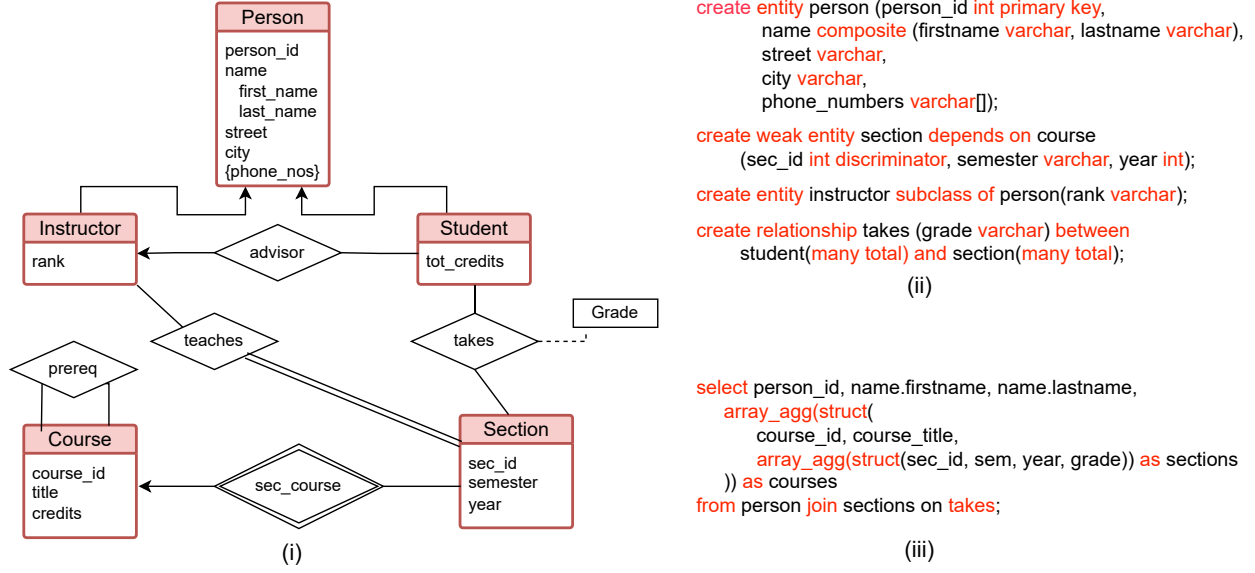 Person
person_id
name
first_name
last_name
street
city
{phone_nos}
Instructor
rank
advisor
Student
tot_credits
teaches
takes
Grade
prereq
Course
course_id
title
credits
sec_course
Section
sec_id
semester
year
(i)
create entity person (person_id int primary key,
name composite (firstname varchar, lastname varchar),
street varchar,
city varchar,
phone_numbers varchar[]);
create weak entity section depends on course
(sec_id int discriminator, semester varchar, year int);
create entity instructor subclass of person(rank varchar);
create relationship takes (grade varchar) between
student(many total) and section(many total);
(ii)
select person_id, name.firstname, name.lastname,
array_agg(struct(
course_id, course_title,
array_agg(struct(sec_id, sem, year, grade)) as sections
)) as courses
from person join sections on takes;
(iii)